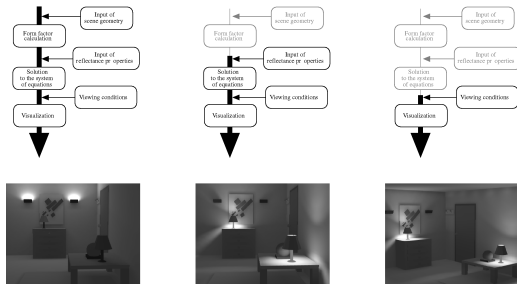 Input of
scene geometry
Form factor
calculation
Input of
reflectance pr operties
Solution
to the system
of equations
Viewing conditions
Visualization
Input of
scene geometry
Form factor
calculation
Input of
reflectance pr operties
Solution
to the system
of equations
Viewing conditions
Visualization
Input of
scene geometry
Form factor
calculation
Input of
reflectance pr operties
Solution
to the system
of equations
Viewing conditions
Visualization